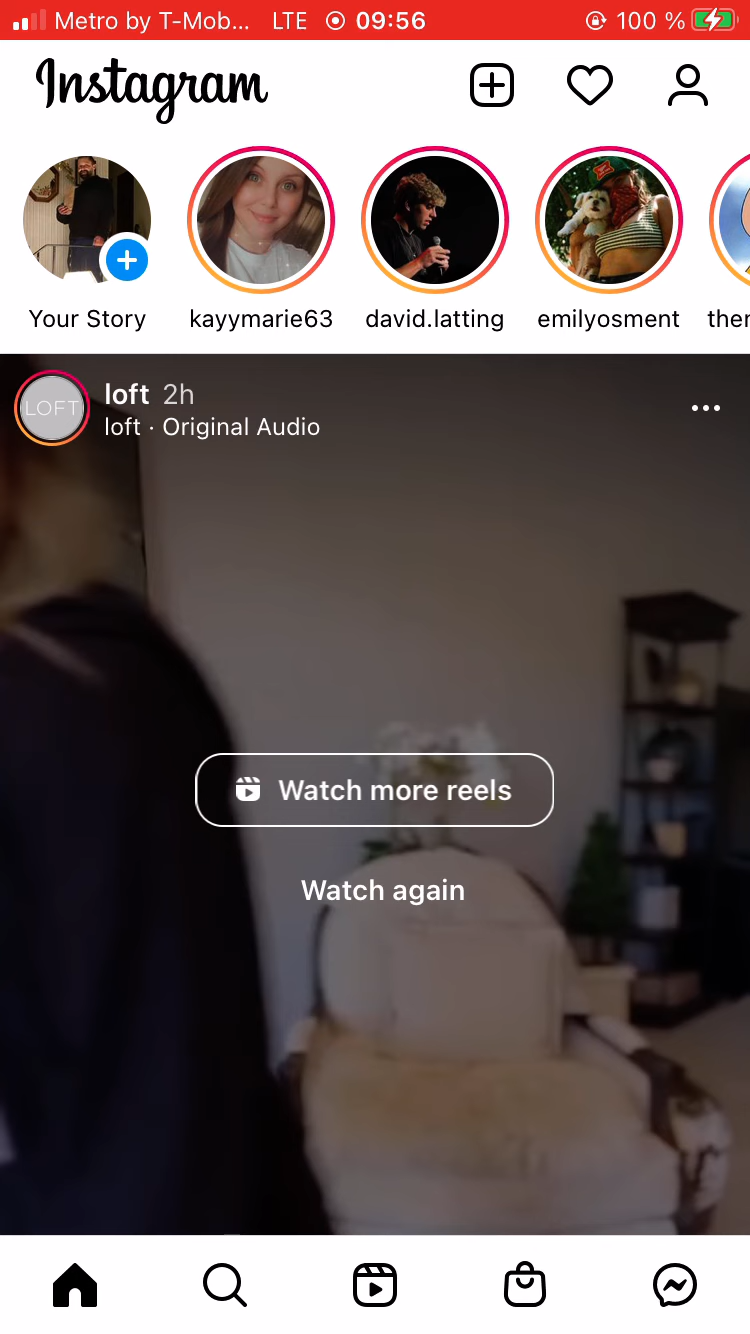 Metro by T-Mob... LTE 09:56 100 %
Instagram
Your Story kayymarie63 david.latting emilyosment ther
LOFT
loft 2h
loft · Original Audio
Watch more reels
Watch again